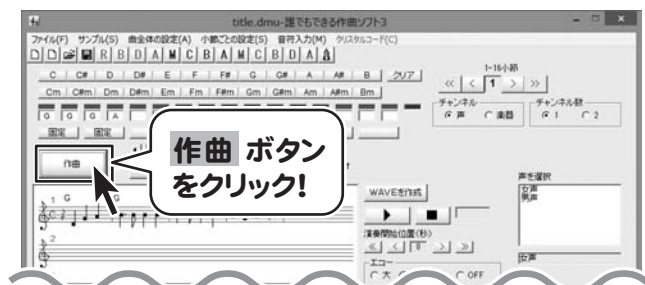 title.dmu-誰でもできる作曲ソフト3
ファイル(F) サンプル(S) 曲全体の設定(A) 小節ごとの設定(S) 音符入力(M) クリスタルコード(C)
R B D A M C B A M C B D A
C C# D D# E F F# G G# A A# B クリア
1-16小節
<< < 1 > >>
Cm C#m Dm D#m Em Fm F#m Gm G#m Am A#m Bm
チャンネル チャンネル数
声 楽器 1 2
G G G A
固定 固定
作曲
作曲 ボタン
をクリック!
声を選択
女声
男声
WAVEを作成
1 G G
2
演奏開始位置(秒)
<< < 0 > >>
女声
エコー
大 OFF